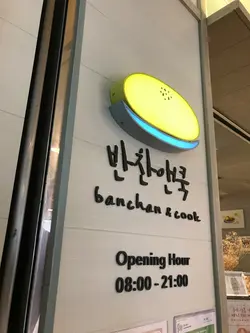 반찬앤쿡
banchan & cook
Opening Hour
08:00 - 21:00